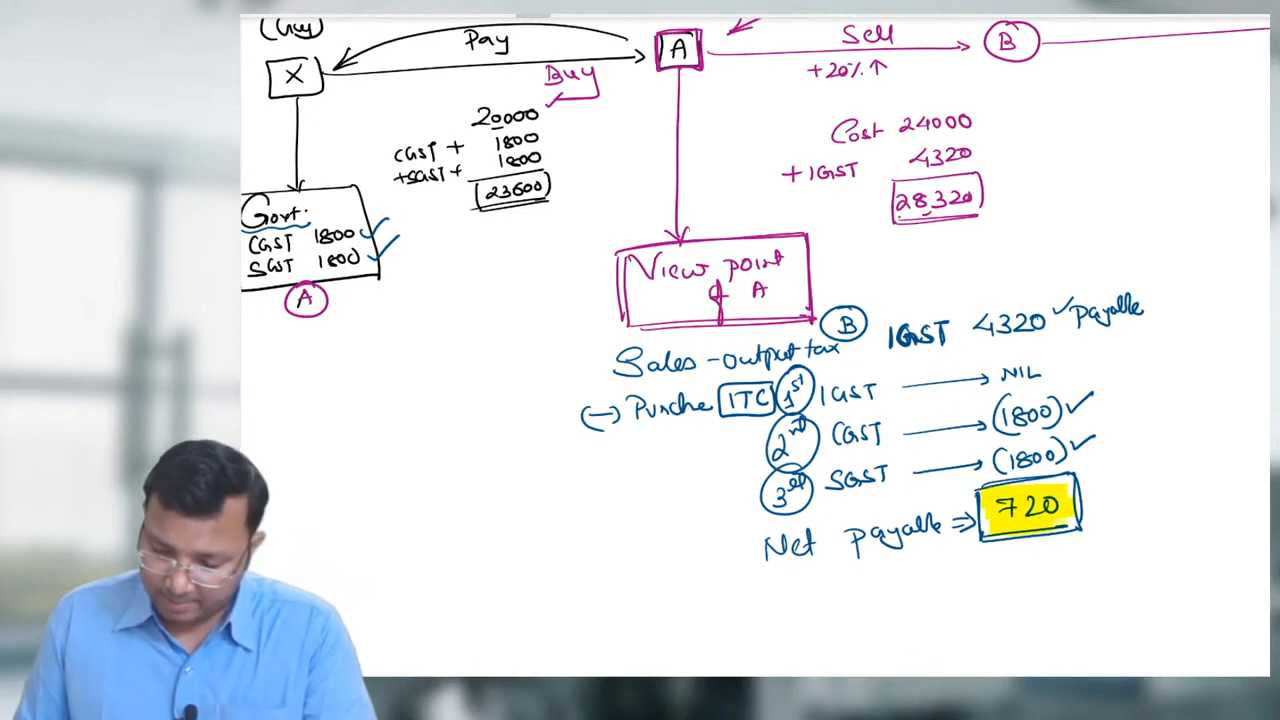 Pay
X
A
Sell
B
Buy
+20% ↑
20000
CGST + 1800
+SGST + 1800
23600
Cost 24000
+ IGST 4320
28,320
Govt.
CGST 1800
SGST 1800
A
View point
of A
B
IGST 4320 Payable
Sales - output tax
(-) Purchase ITC 1st IGST → NIL
2nd CGST → (1800)
3rd SGST → (1800)
Net payable ⇒ 720